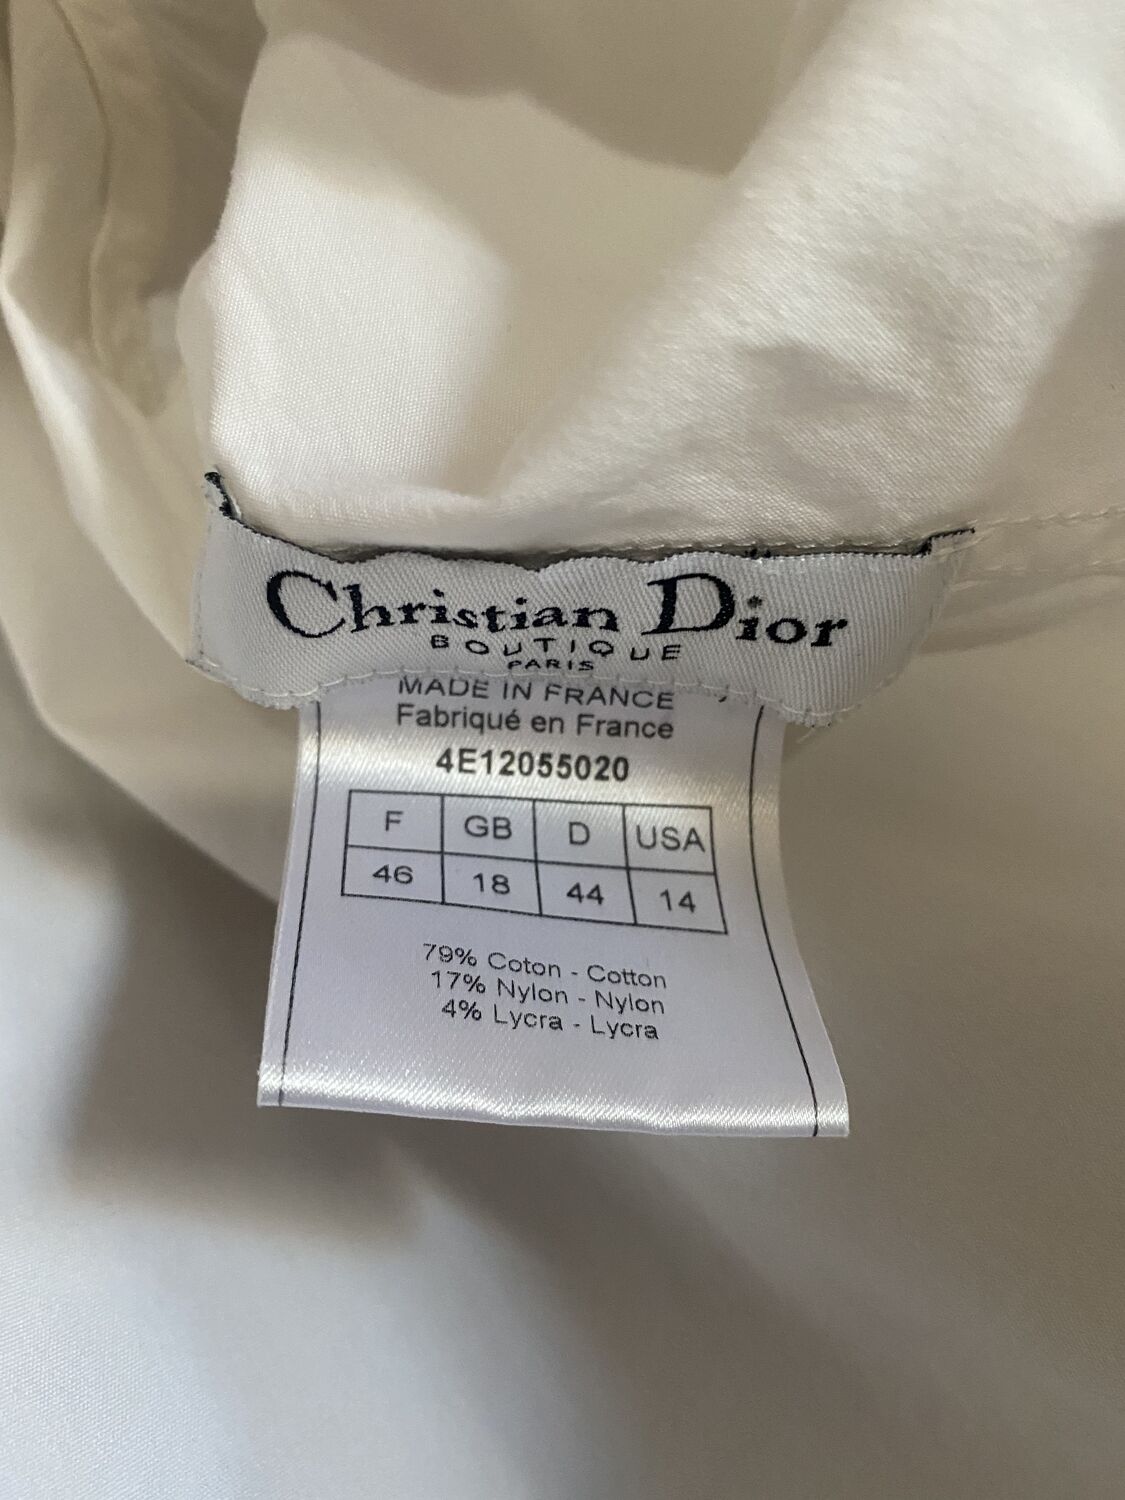 Christian Dior
BOUTIQUE
PARIS
MADE IN FRANCE
Fabriqué en France
4E12055020
F GB D USA
46 18 44 14
79% Coton - Cotton
17% Nylon - Nylon
4% Lycra - Lycra